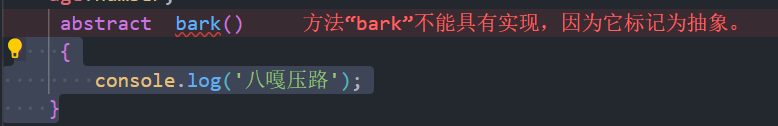 abstract  bark()       方法“bark”不能具有实现，因为它标记为抽象。
{
console.log('八嘎压路');
}